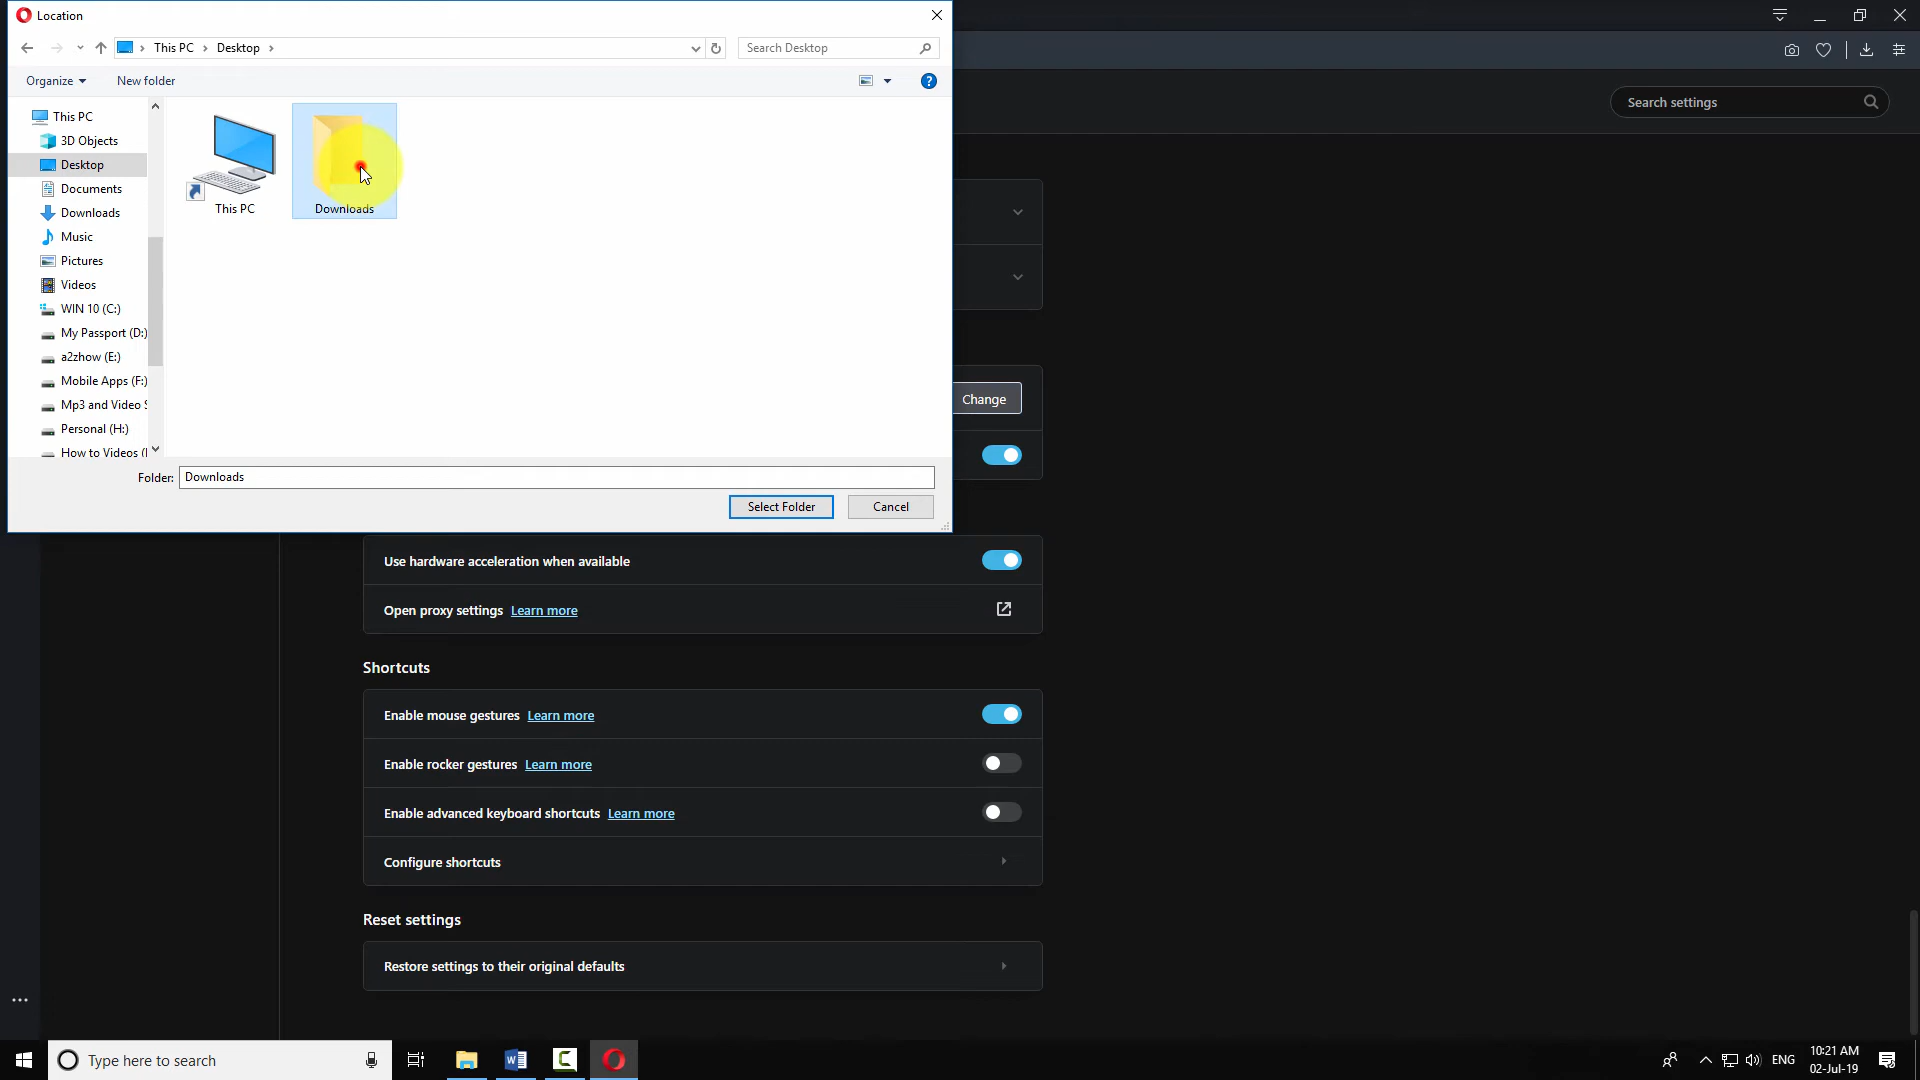 Location
This PC
Desktop
Search Desktop
Organize
New folder
?
This PC
3D Objects
Desktop
Documents
Downloads
Music
Pictures
Videos
WIN 10 (C:)
My Passport (D:)
a2zhow (E:)
Mobile Apps (F:)
Mp3 and Video S
Personal (H:)
How to Videos (I
This PC
Downloads
Folder:
Downloads
Select Folder
Cancel
Search settings
Change
Use hardware acceleration when available
Open proxy settings Learn more
Shortcuts
Enable mouse gestures Learn more
Enable rocker gestures Learn more
Enable advanced keyboard shortcuts Learn more
Configure shortcuts
Reset settings
Restore settings to their original defaults
Type here to search
ENG
10:21 AM
02-Jul-19